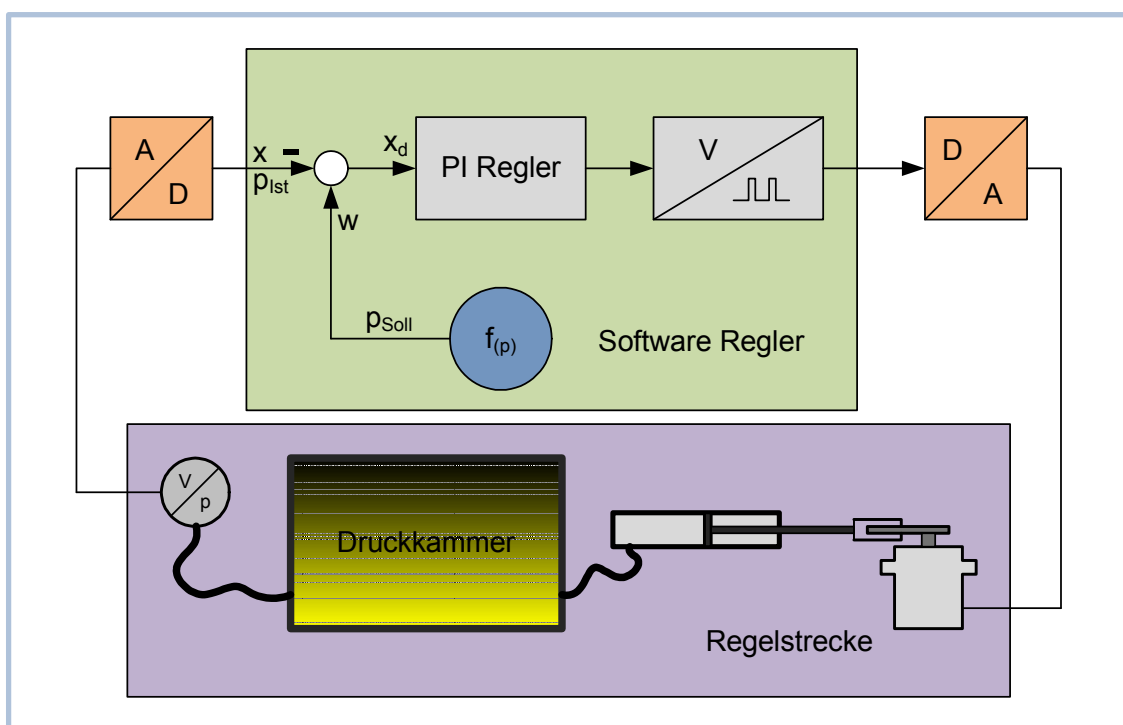 A
D
x -
pIst
xd
PI Regler
V
D
A
w
pSoll
f(p)
Software Regler
V
p
Druckkammer
Regelstrecke